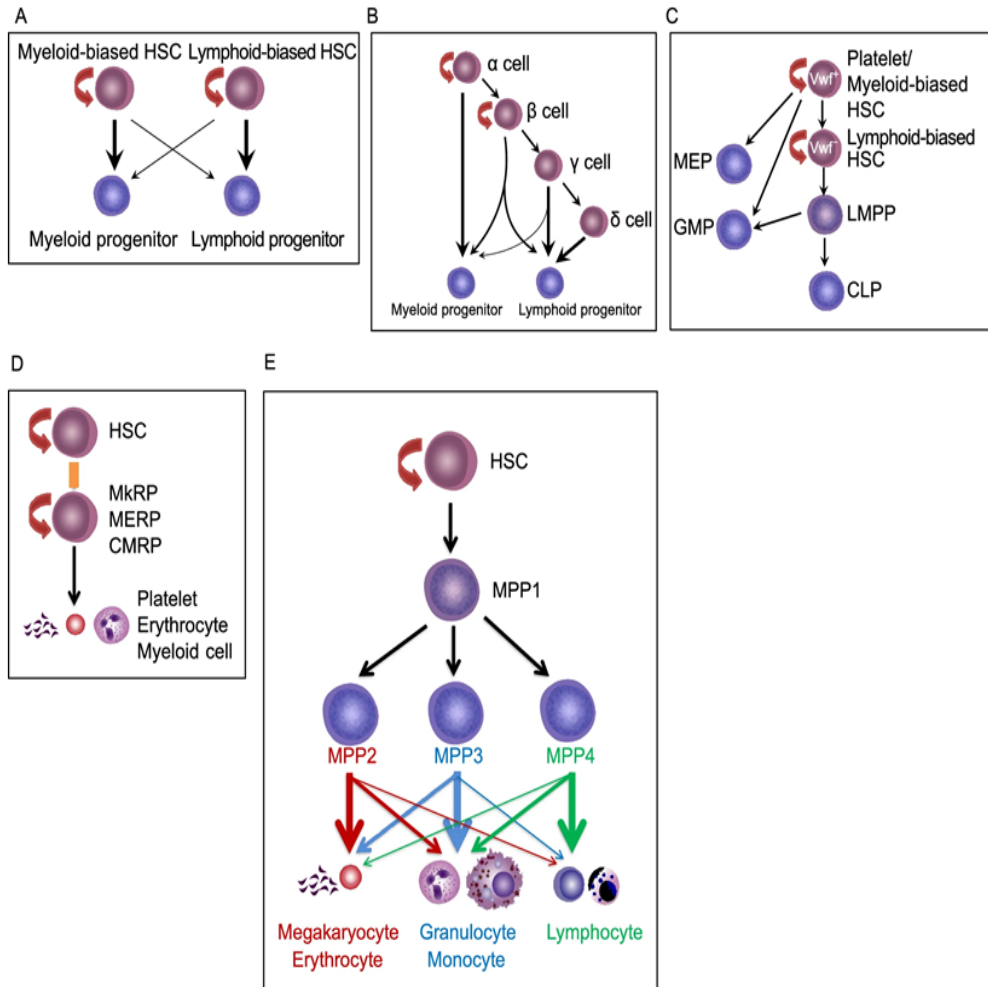 A
Myeloid-biased HSC Lymphoid-biased HSC
Myeloid progenitor Lymphoid progenitor
B
α cell
β cell
γ cell
δ cell
Myeloid progenitor Lymphoid progenitor
C
Vwf+
Platelet/
Myeloid-biased
HSC
Vwf-
Lymphoid-biased
HSC
MEP
LMPP
GMP
CLP
D
HSC
MkRP
MERP
CMRP
Platelet
Erythrocyte
Myeloid cell
E
HSC
MPP1
MPP2 MPP3 MPP4
Megakaryocyte Granulocyte Lymphocyte
Erythrocyte Monocyte